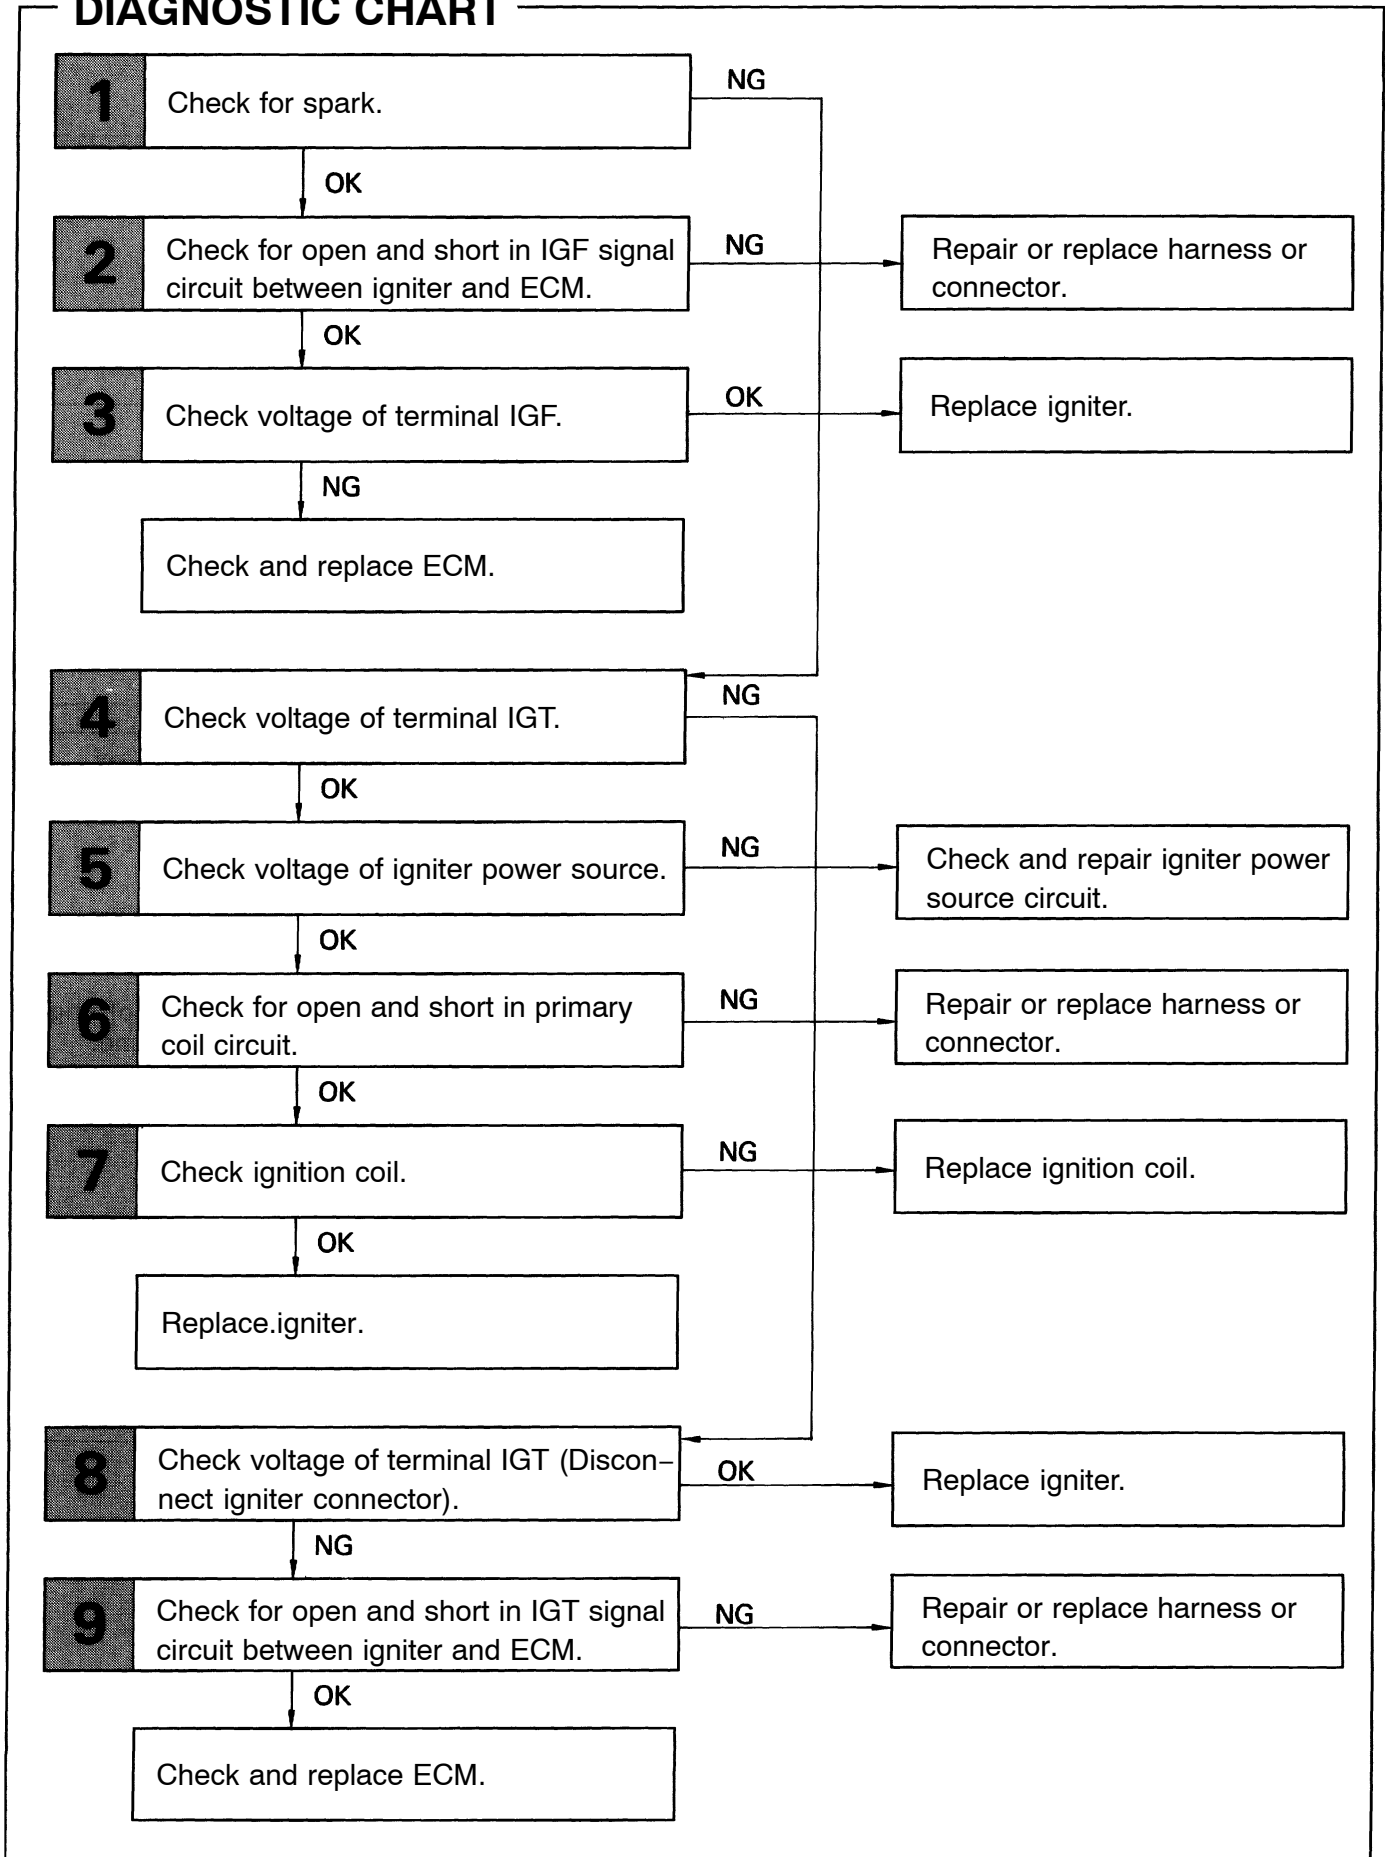 DIAGNOSTIC CHART
1
Check for spark.
NG
OK
2
Check for open and short in IGF signal
circuit between igniter and ECM.
NG
Repair or replace harness or
connector.
OK
3
Check voltage of terminal IGF.
OK
Replace igniter.
NG
Check and replace ECM.
4
Check voltage of terminal IGT.
NG
OK
5
Check voltage of igniter power source.
NG
Check and repair igniter power
source circuit.
OK
6
Check for open and short in primary
coil circuit.
NG
Repair or replace harness or
connector.
OK
7
Check ignition coil.
NG
Replace ignition coil.
OK
Replace.igniter.
8
Check voltage of terminal IGT (Discon–
nect igniter connector).
OK
Replace igniter.
NG
9
Check for open and short in IGT signal
circuit between igniter and ECM.
NG
Repair or replace harness or
connector.
OK
Check and replace ECM.